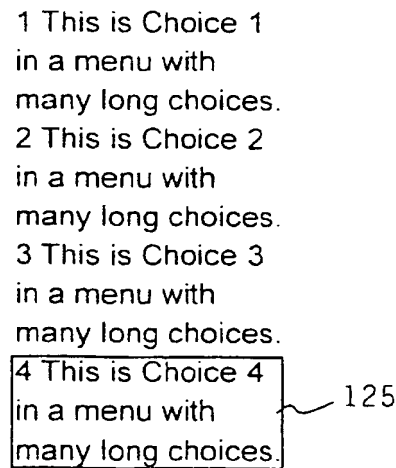 1 This is Choice 1
in a menu with
many long choices.
2 This is Choice 2
in a menu with
many long choices.
3 This is Choice 3
in a menu with
many long choices.
4 This is Choice 4
in a menu with
many long choices.
125